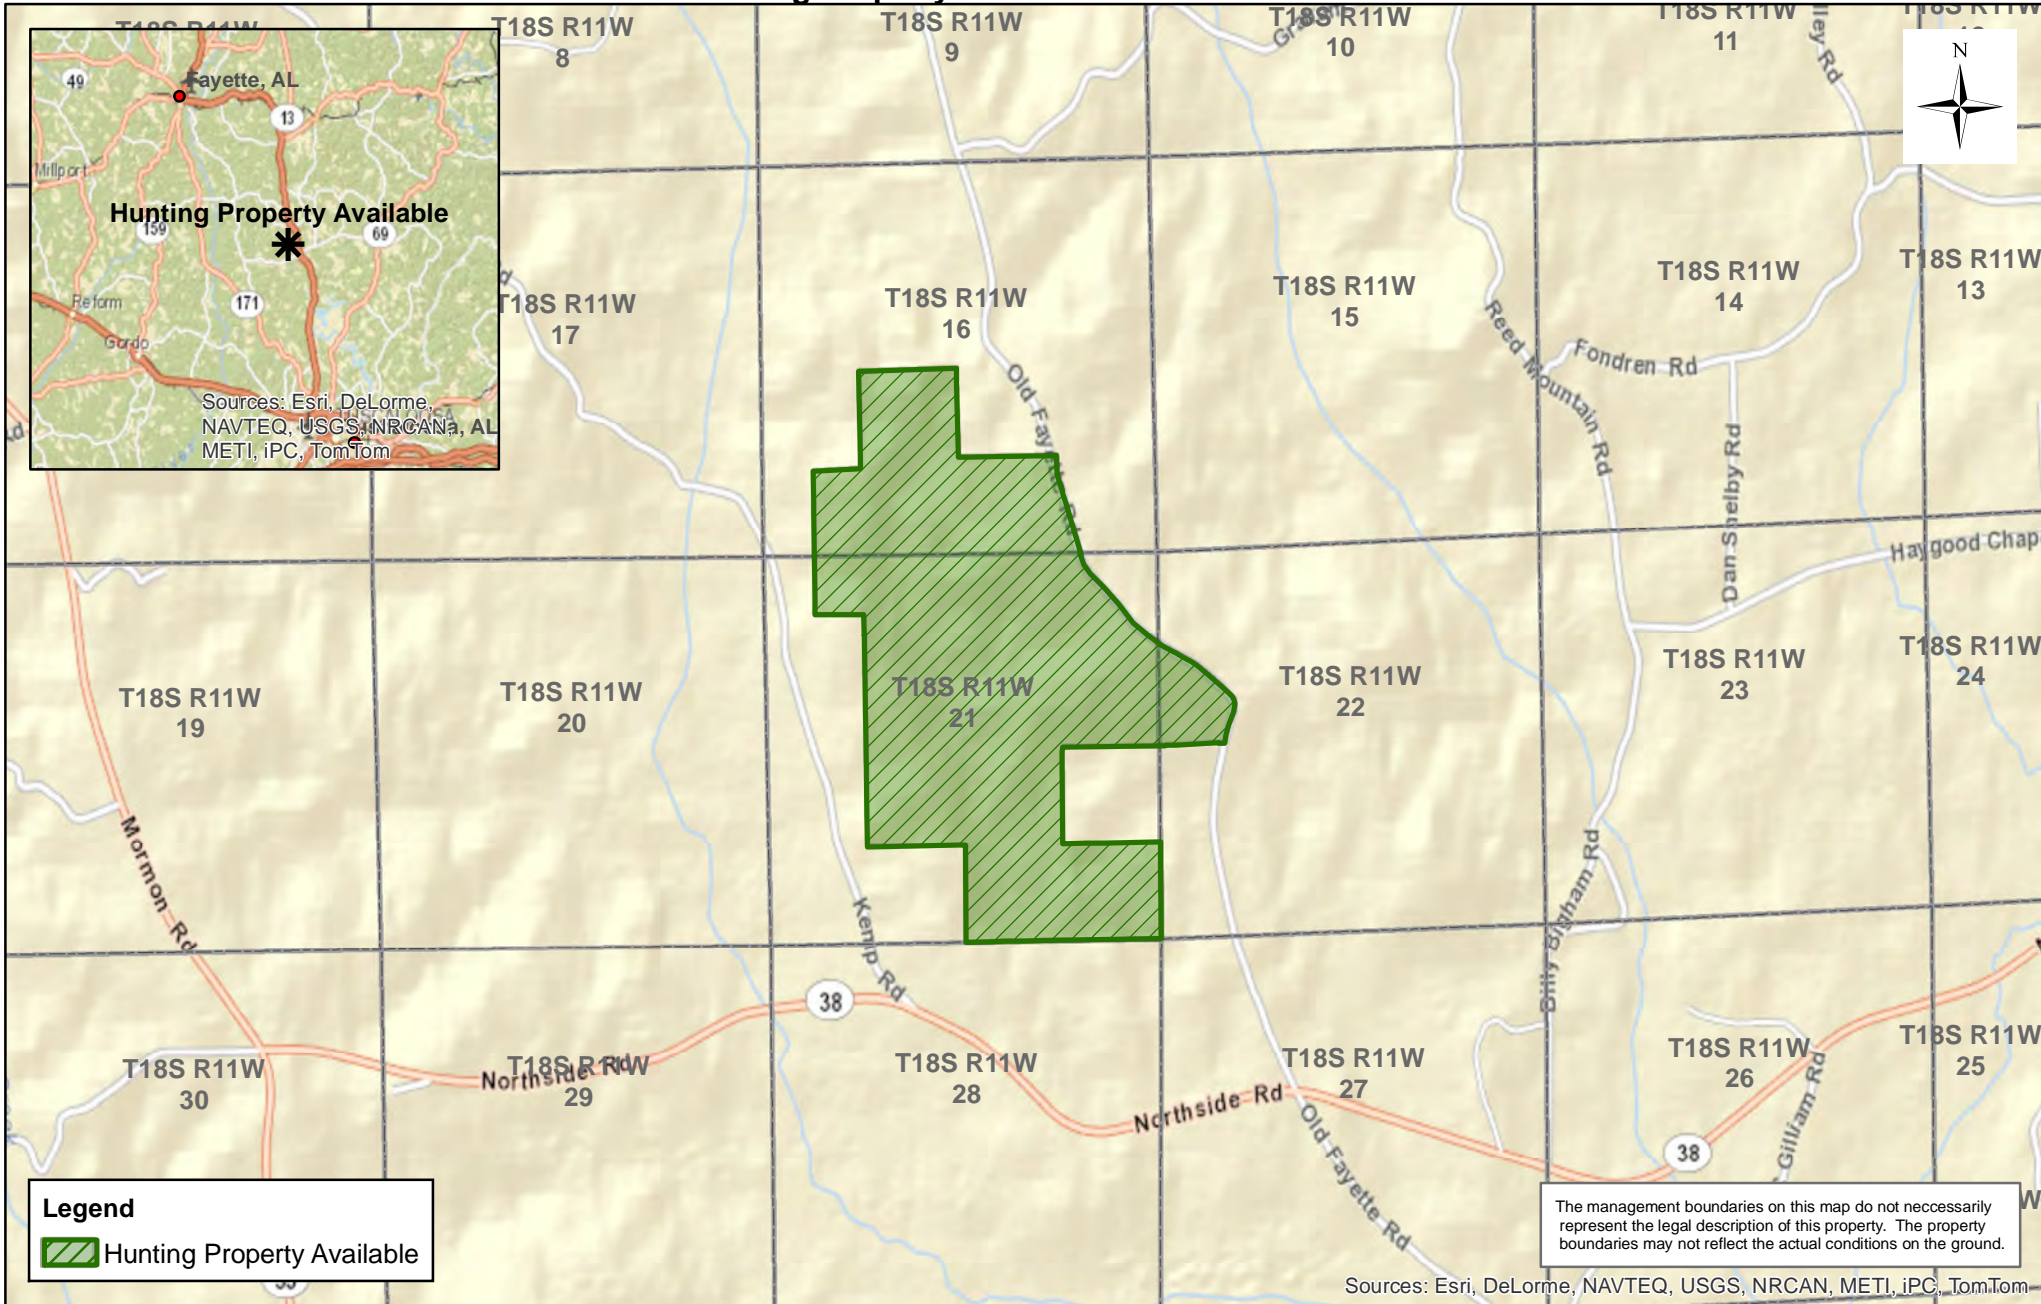 T18S R11W
8
T18S R11W
9
T18S R11W
10
T18S R11W
11
lley Rd
N
49
Fayette, AL
13
Millport
Hunting Property Available
159
69
Reform
171
Gordo
Sources: Esri, DeLorme,
NAVTEQ, USGS, NRCAN,
METI, iPC, TomTom
T18S R11W
17
T18S R11W
16
T18S R11W
15
T18S R11W
14
T18S R11W
13
Old Fayette Rd
Reed Mountain Rd
Fondren Rd
Dan Shelby Rd
Haygood Chap
T18S R11W
19
T18S R11W
20
T18S R11W
21
T18S R11W
22
T18S R11W
23
T18S R11W
24
Mormon Rd
Kemp Rd
Billy Bigham Rd
38
T18S R11W
30
Northside Rd
T18S R11W
29
T18S R11W
28
Northside Rd
T18S R11W
27
T18S R11W
26
T18S R11W
25
Old Fayette Rd
38
Gilliam Rd
Legend
Hunting Property Available
The management boundaries on this map do not neccessarily
represent the legal description of this property. The property
boundaries may not reflect the actual conditions on the ground.
Sources: Esri, DeLorme, NAVTEQ, USGS, NRCAN, METI, iPC, TomTom